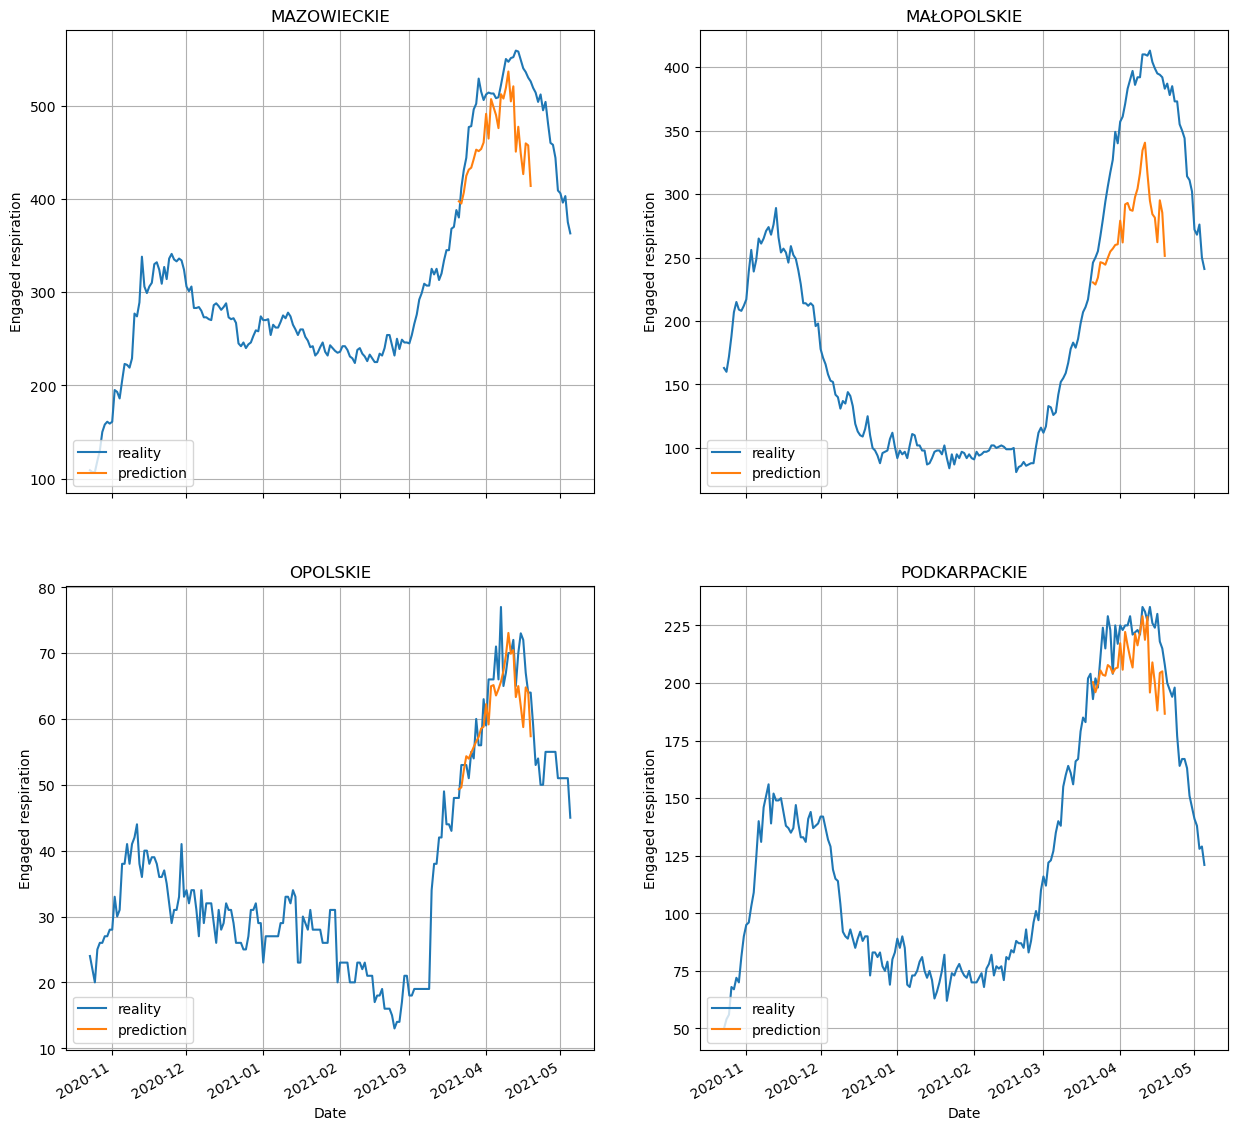 MAZOWIECKIE
MAŁOPOLSKIE
Engaged respiration
500
400
300
200
100
reality
prediction
Engaged respiration
400
350
300
250
200
150
100
reality
prediction
OPOLSKIE
PODKARPACKIE
Engaged respiration
80
70
60
50
40
30
20
10
reality
prediction
2020-11
2020-12
2021-01
2021-02
2021-03
2021-04
2021-05
Date
Engaged respiration
225
200
175
150
125
100
75
50
reality
prediction
2020-11
2020-12
2021-01
2021-02
2021-03
2021-04
2021-05
Date